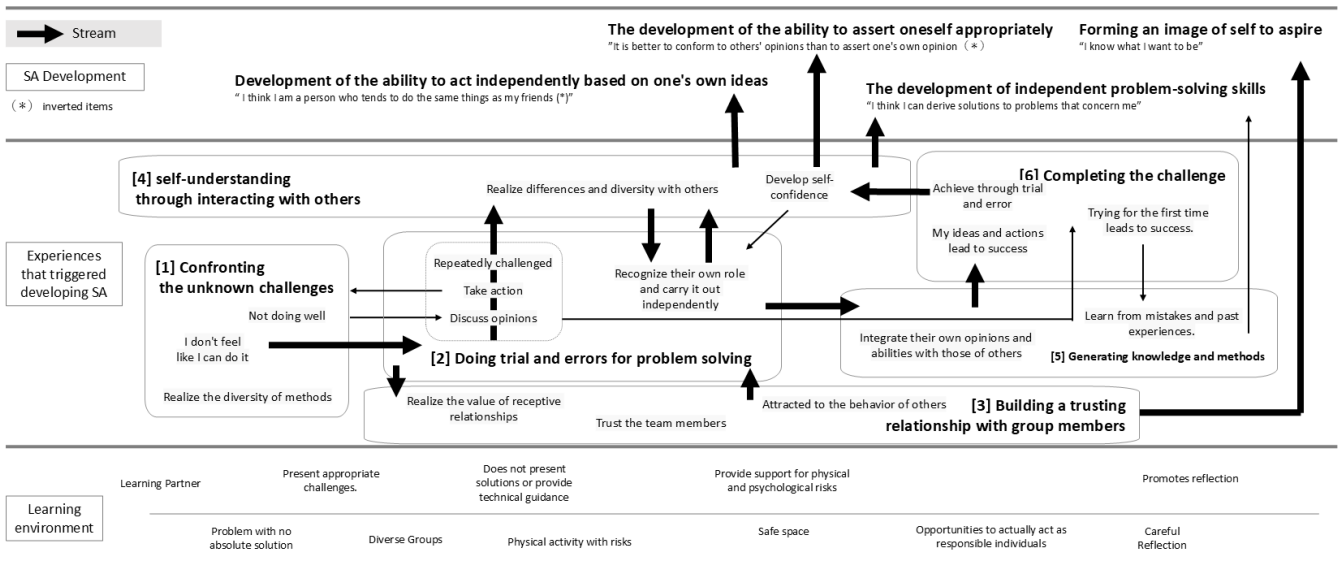 Stream
SA Development
（*） inverted items
The development of the ability to assert oneself appropriately
"It is better to conform to others' opinions than to assert one's own opinion（*）
Forming an image of self to aspire
"I know what I want to be"
Development of the ability to act independently based on one's own ideas
" I think I am a person who tends to do the same things as my friends (*)"
The development of independent problem-solving skills
"I think I can derive solutions to problems that concern me"
Experiences
that triggered
developing SA
[4] self-understanding
through interacting with others
Realize differences and diversity with others
Develop self-
confidence
[6] Completing the challenge
Achieve through trial
and error
My ideas and actions
lead to success
Trying for the first time
leads to success.
[1] Confronting
the unknown challenges
Not doing well
I don't feel
like I can do it
Realize the diversity of methods
Repeatedly challenged
Take action
Discuss opinions
Recognize their own role
and carry it out
independently
[2] Doing trial and errors for problem solving
Integrate their own opinions and
abilities with those of others
Learn from mistakes and past
experiences.
[5] Generating knowledge and methods
Realize the value of receptive
relationships
Trust the team members
Attracted to the behavior of others
[3] Building a trusting
relationship with group members
Learning
environment
Learning Partner
Present appropriate
challenges.
Does not present
solutions or provide
technical guidance
Provide support for physical
and psychological risks
Promotes reflection
Problem with no
absolute solution
Diverse Groups
Physical activity with risks
Safe space
Opportunities to actually act as
responsible individuals
Careful
Reflection